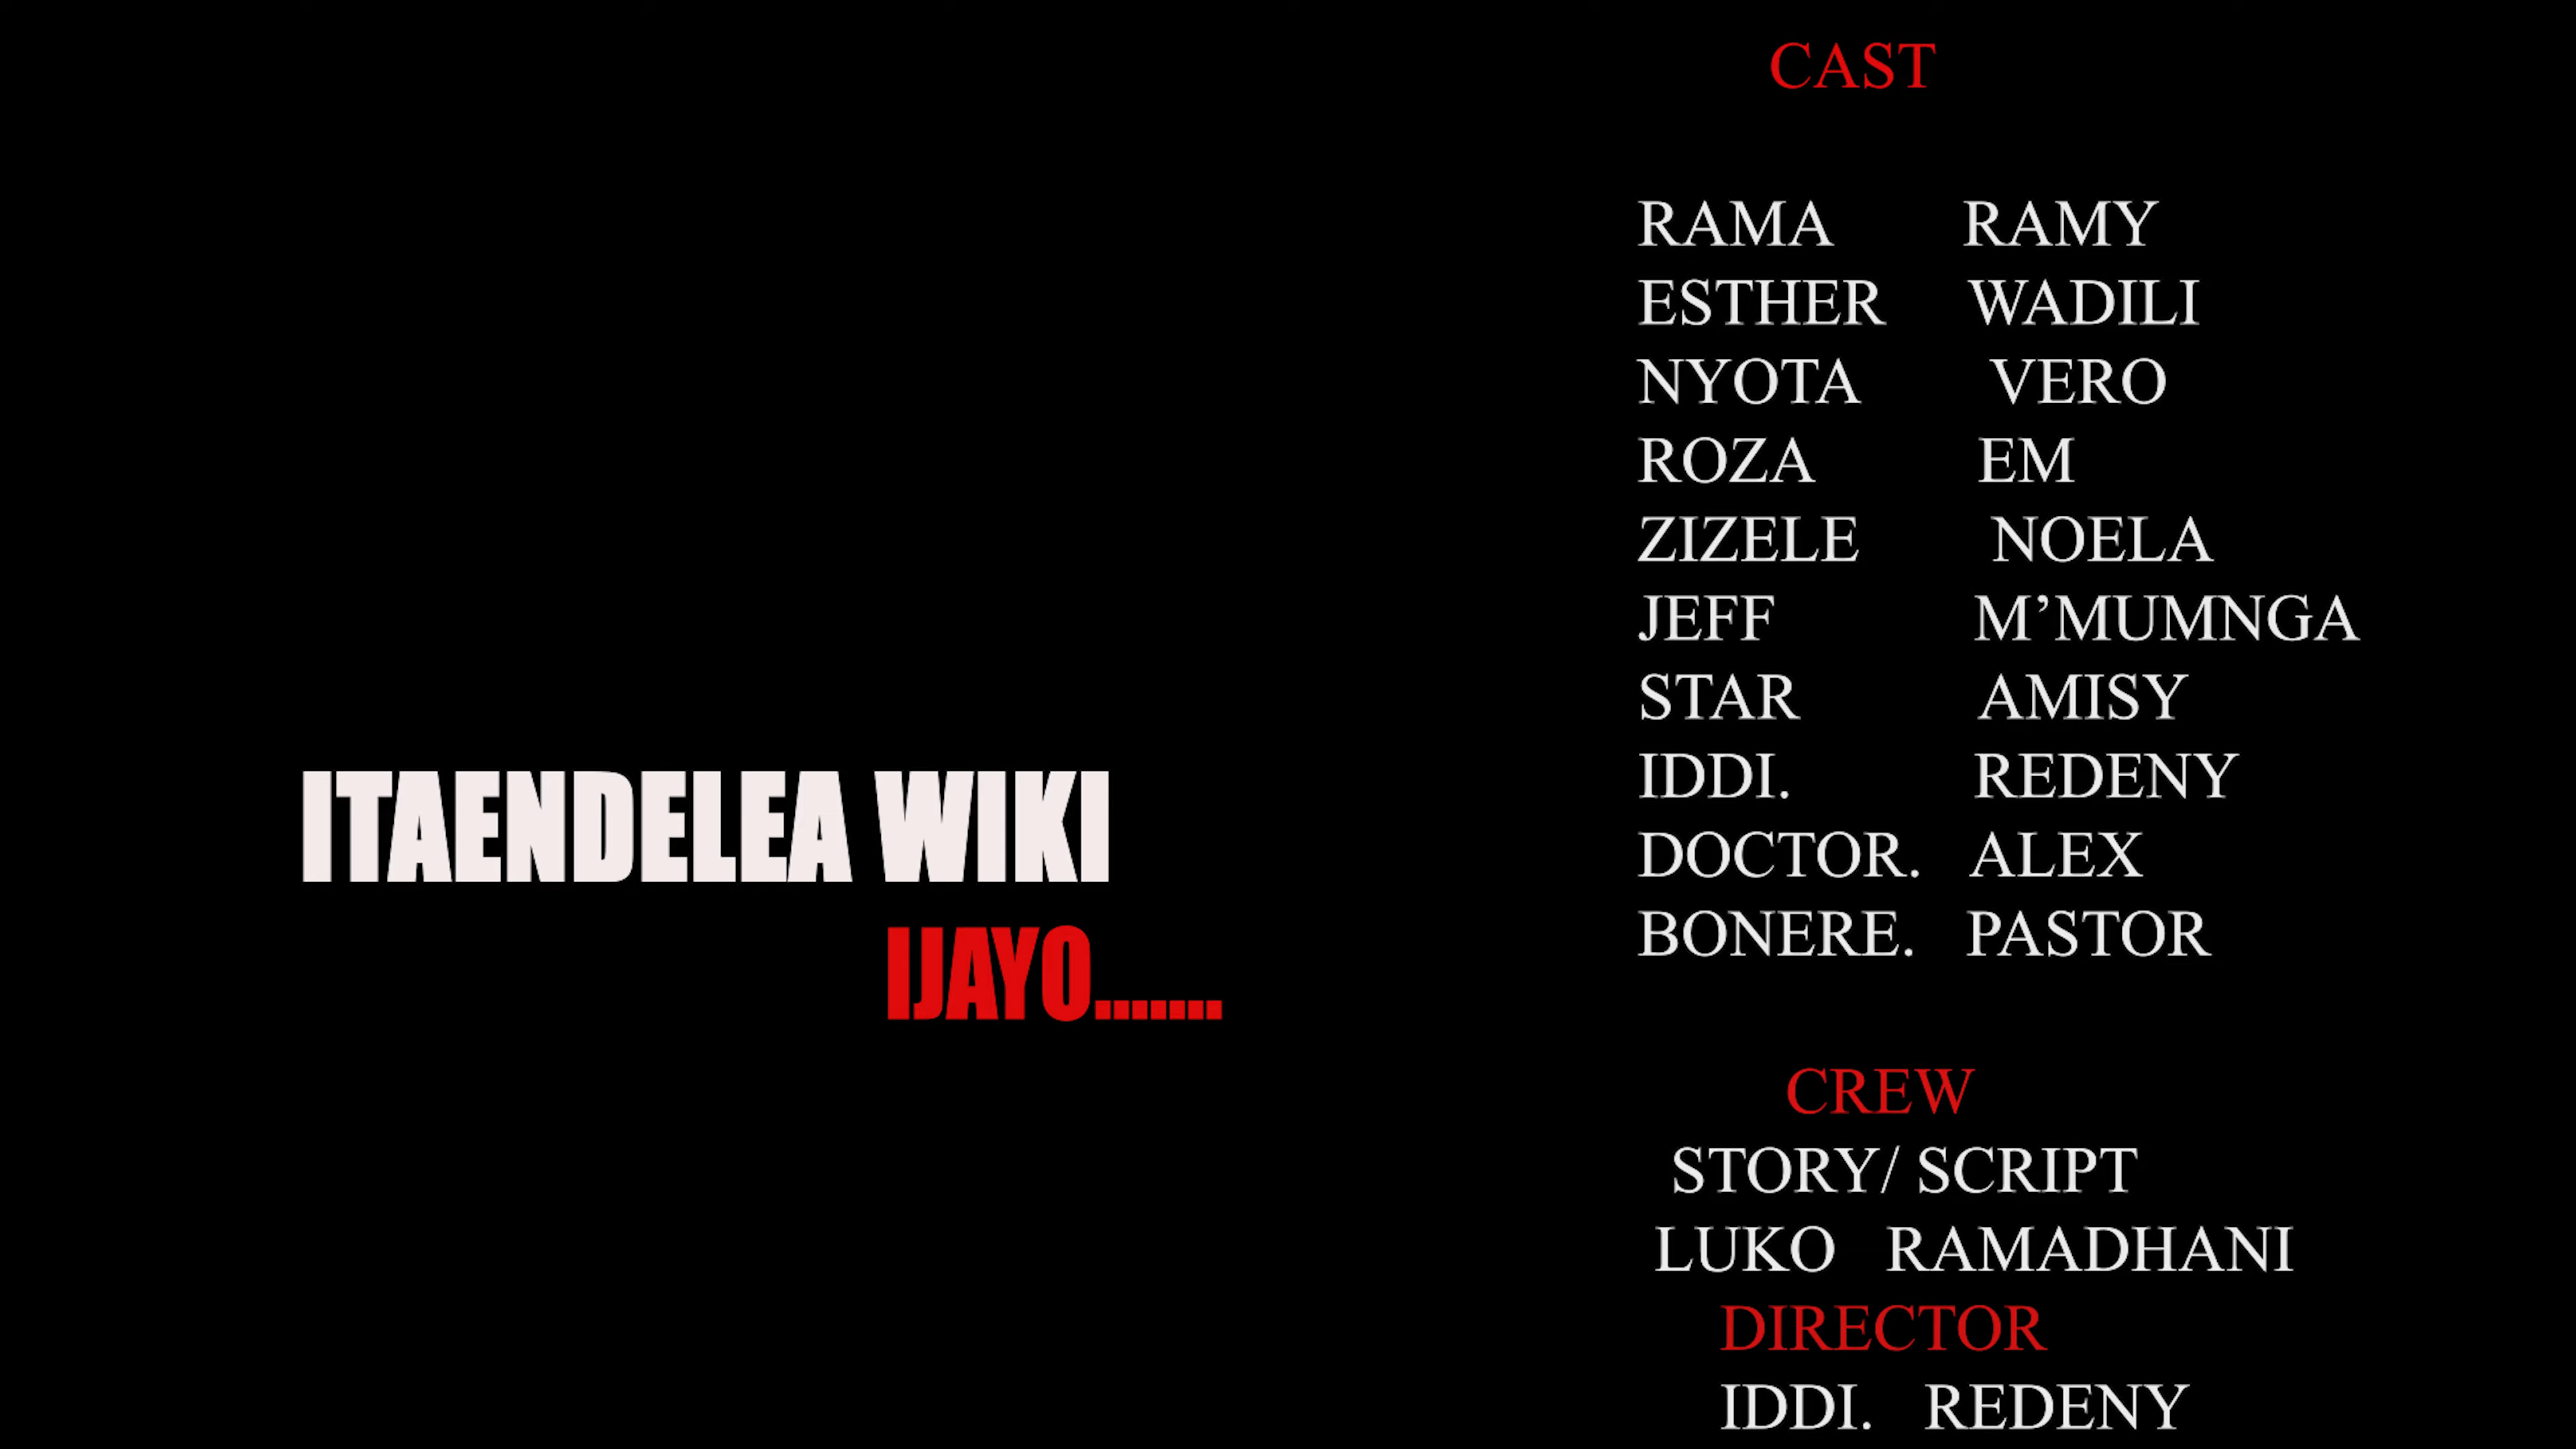 ITAENDELEA WIKI
IJAYO.......
CAST
RAMA RAMY
ESTHER WADILI
NYOTA VERO
ROZA EM
ZIZELE NOELA
JEFF M’MUMNGA
STAR AMISY
IDDI. REDENY
DOCTOR. ALEX
BONERE. PASTOR
CREW
STORY/ SCRIPT
LUKO RAMADHANI
DIRECTOR
IDDI. REDENY